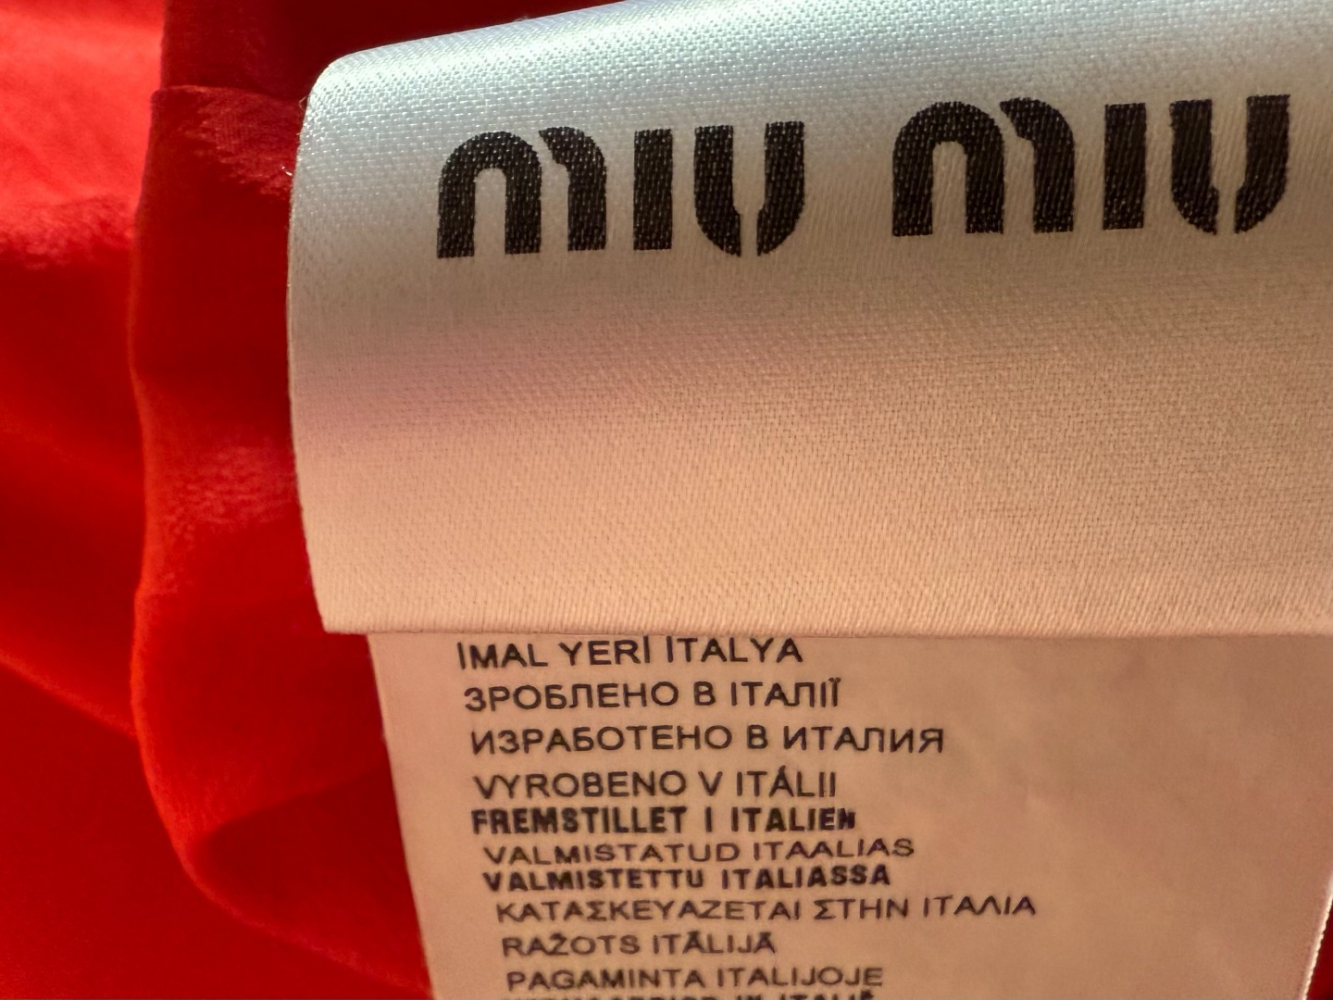 miu miu
İMAL YERİ İTALYA
ЗРОБЛЕНО В ІТАЛІЇ
ИЗРАБОТЕНО В ИТАЛИЯ
VYROBENO V ITÁLII
FREMSTILLET I ITALIEN
VALMISTATUD ITAALIAS
VALMISTETTU ITALIASSA
ΚΑΤΑΣΚΕΥΑΖΕΤΑΙ ΣΤΗΝ ΙΤΑΛΙΑ
RAŽOTS ITĀLIJĀ
PAGAMINTA ITALIJOJE